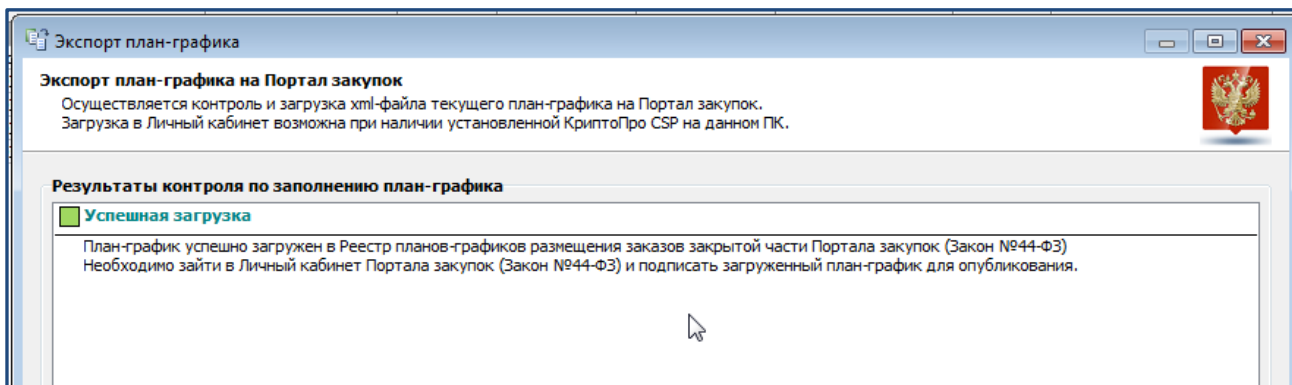 Экспорт план-графика
Экспорт план-графика на Портал закупок
Осуществляется контроль и загрузка xml-файла текущего план-графика на Портал закупок.
Загрузка в Личный кабинет возможна при наличии установленной КриптоПро CSP на данном ПК.
Результаты контроля по заполнению план-графика
Успешная загрузка
План-график успешно загружен в Реестр планов-графиков размещения заказов закрытой части Портала закупок (Закон №44-ФЗ)
Необходимо зайти в Личный кабинет Портала закупок (Закон №44-ФЗ) и подписать загруженный план-график для опубликования.